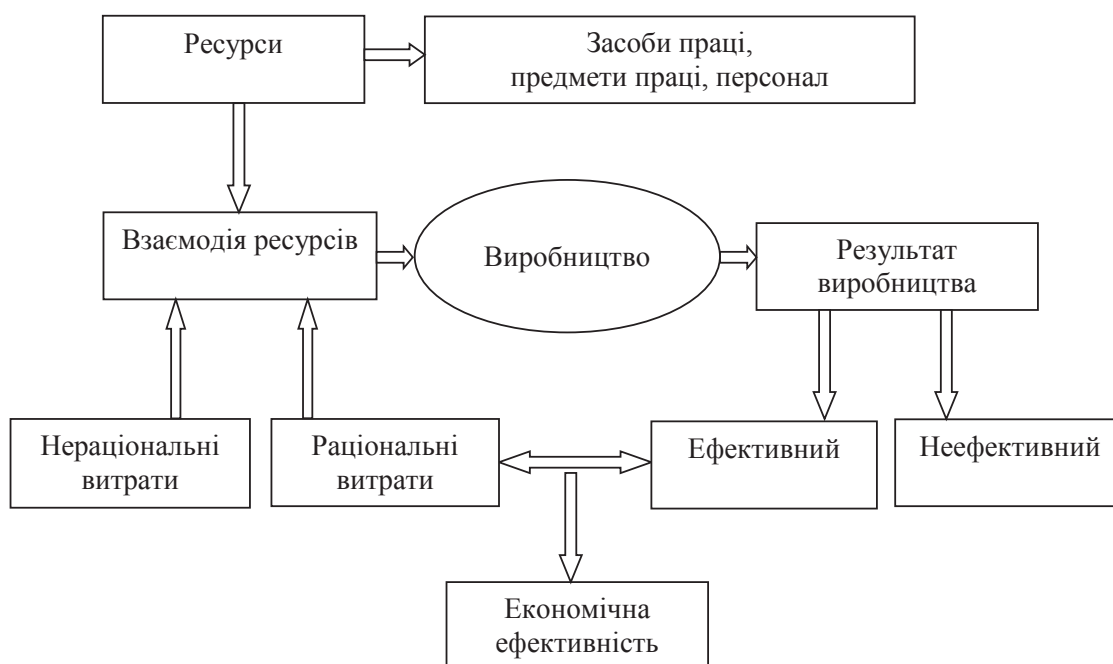 Ресурси
Засоби праці,
предмети праці, персонал
Взаємодія ресурсів
Виробництво
Результат
виробництва
Нераціональні
витрати
Раціональні
витрати
Ефективний
Неефективний
Економічна
ефективність